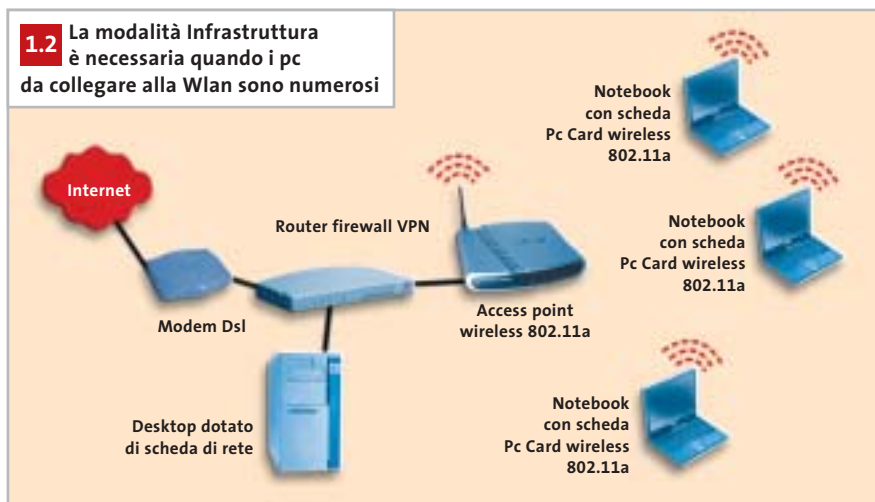 1.2 La modalità Infrastruttura
è necessaria quando i pc
da collegare alla Wlan sono numerosi
Internet
Modem Dsl
Router firewall VPN
Desktop dotato
di scheda di rete
Access point
wireless 802.11a
Notebook
con scheda
Pc Card wireless
802.11a
Notebook
con scheda
Pc Card wireless
802.11a
Notebook
con scheda
Pc Card wireless
802.11a